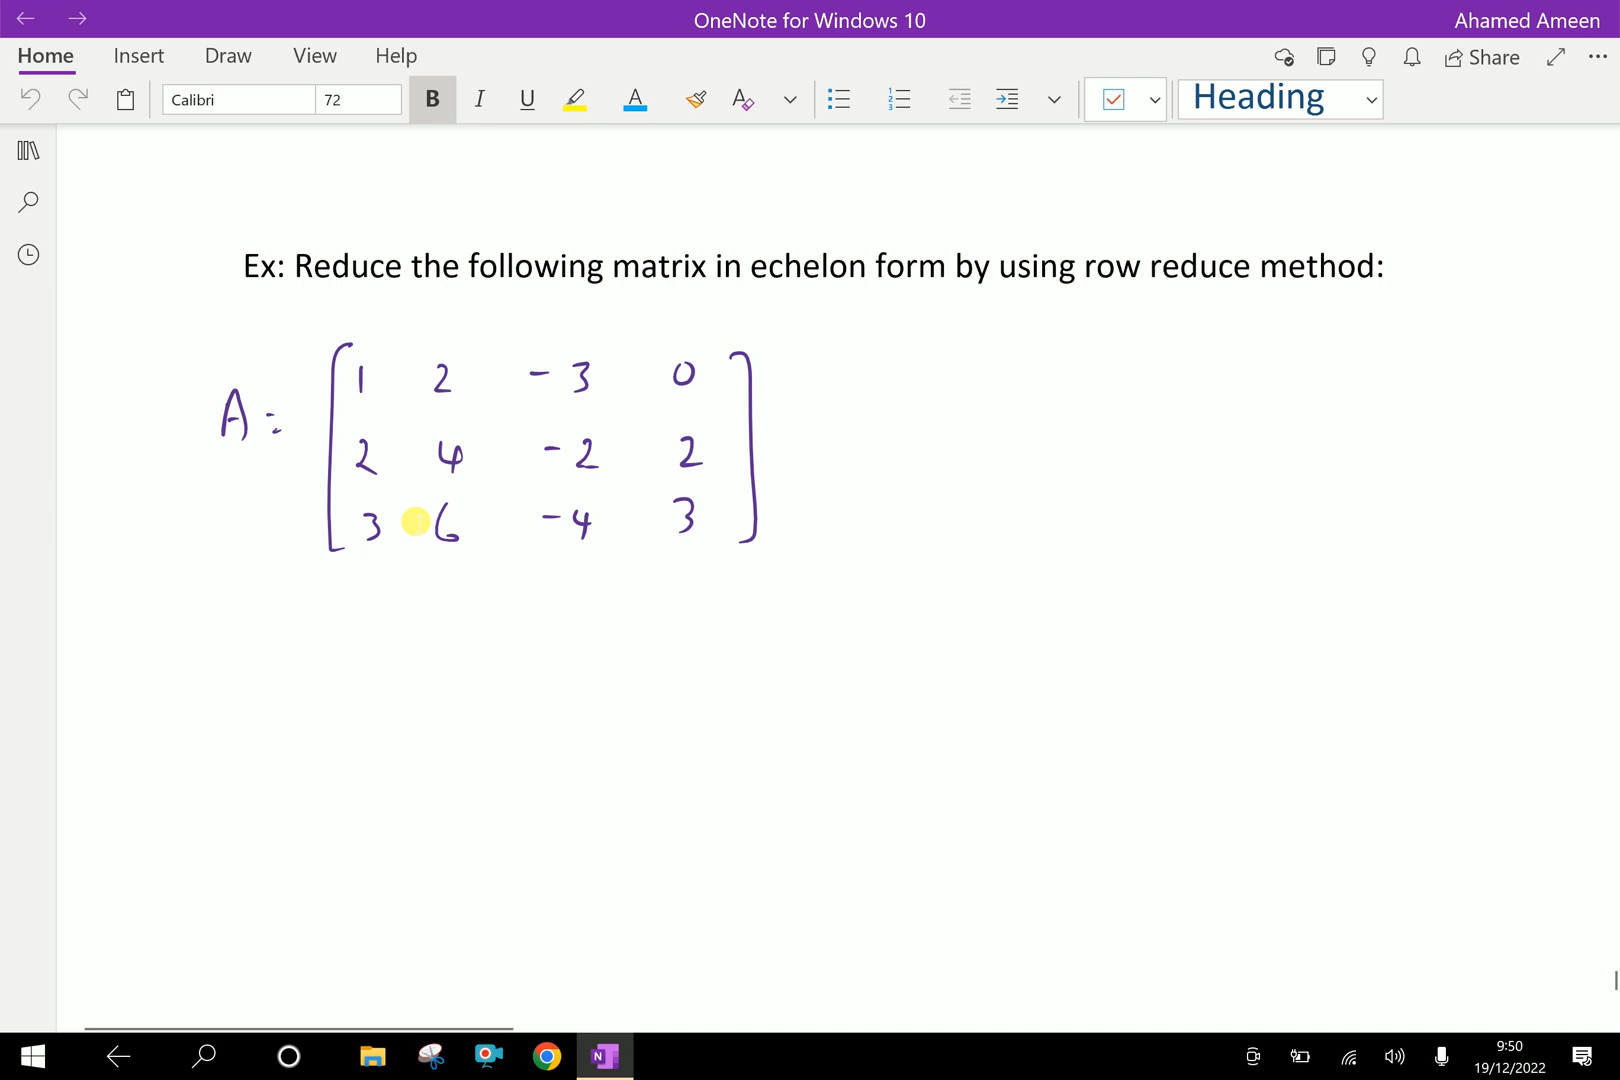 OneNote for Windows 10
Ahamed Ameen
Home Insert Draw View Help
Share
Calibri 72 B I U A A Heading
Ex: Reduce the following matrix in echelon form by using row reduce method:
A = 1 2 -3 0
2 4 -2 2
3 6 -4 3
9:50
19/12/2022